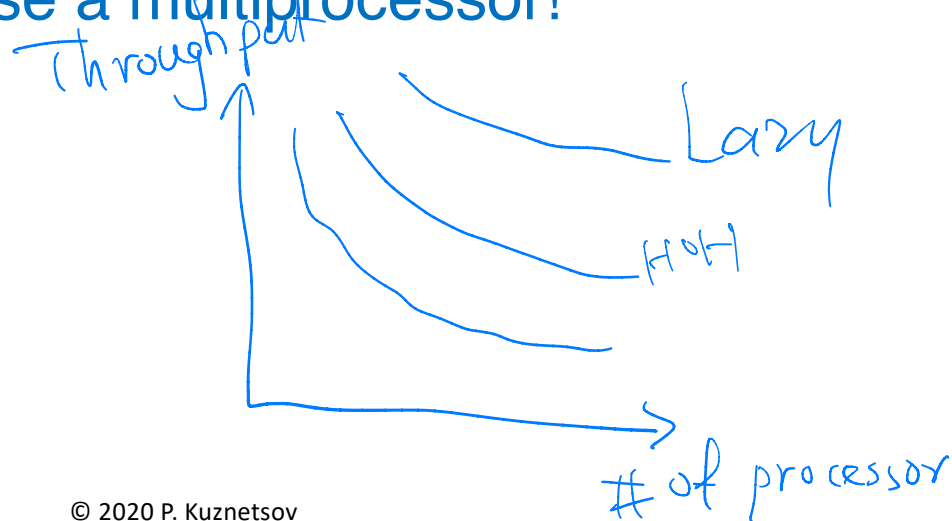 se a multiprocessor?
Throughput
Lazy
HOH
# of processor
© 2020 P. Kuznetsov